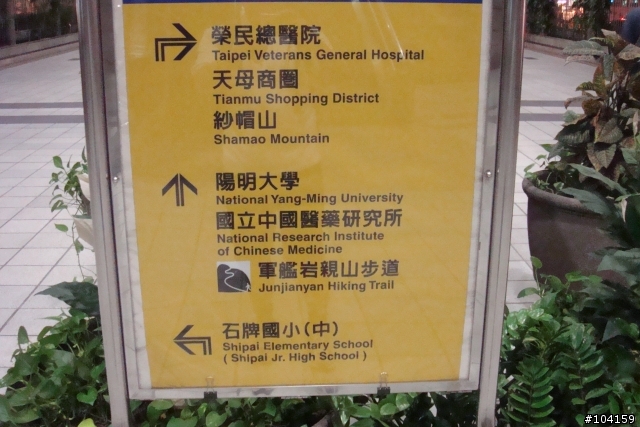 榮民總醫院
Taipei Veterans General Hospital
天母商圈
Tianmu Shopping District
紗帽山
Shamao Mountain
陽明大學
National Yang-Ming University
國立中國醫藥研究所
National Research Institute
of Chinese Medicine
軍艦岩親山步道
Junjianyan Hiking Trail
石牌國小(中)
Shipai Elementary School
( Shipai Jr. High School )
#104159